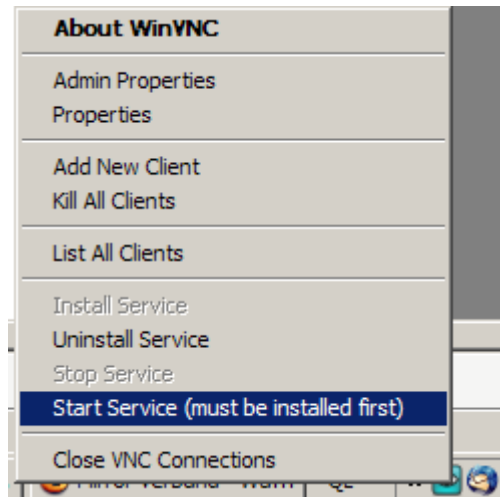 About WinVNC
Admin Properties
Properties
Add New Client
Kill All Clients
List All Clients
Install Service
Uninstall Service
Stop Service
Start Service (must be installed first)
Close VNC Connections